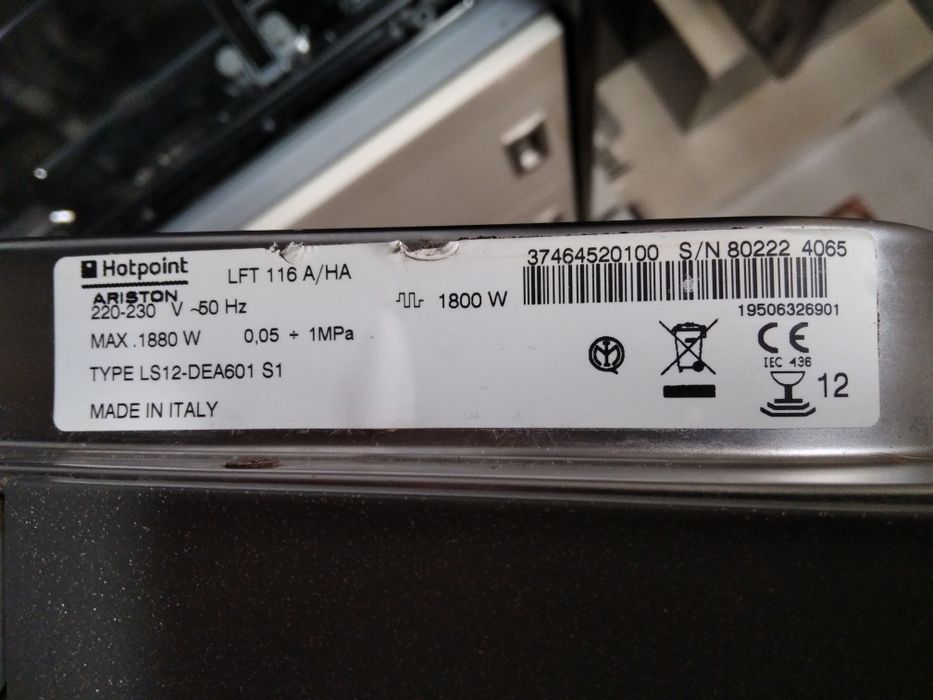 Hotpoint
ARISTON
LFT 116 A/HA
37464520100 S/N 80222 4065
220-230 V ~50 Hz
1800 W
19506326901
MAX .1880 W 0,05 ÷ 1MPa
CE
IEC 436
TYPE LS12-DEA601 S1
12
MADE IN ITALY